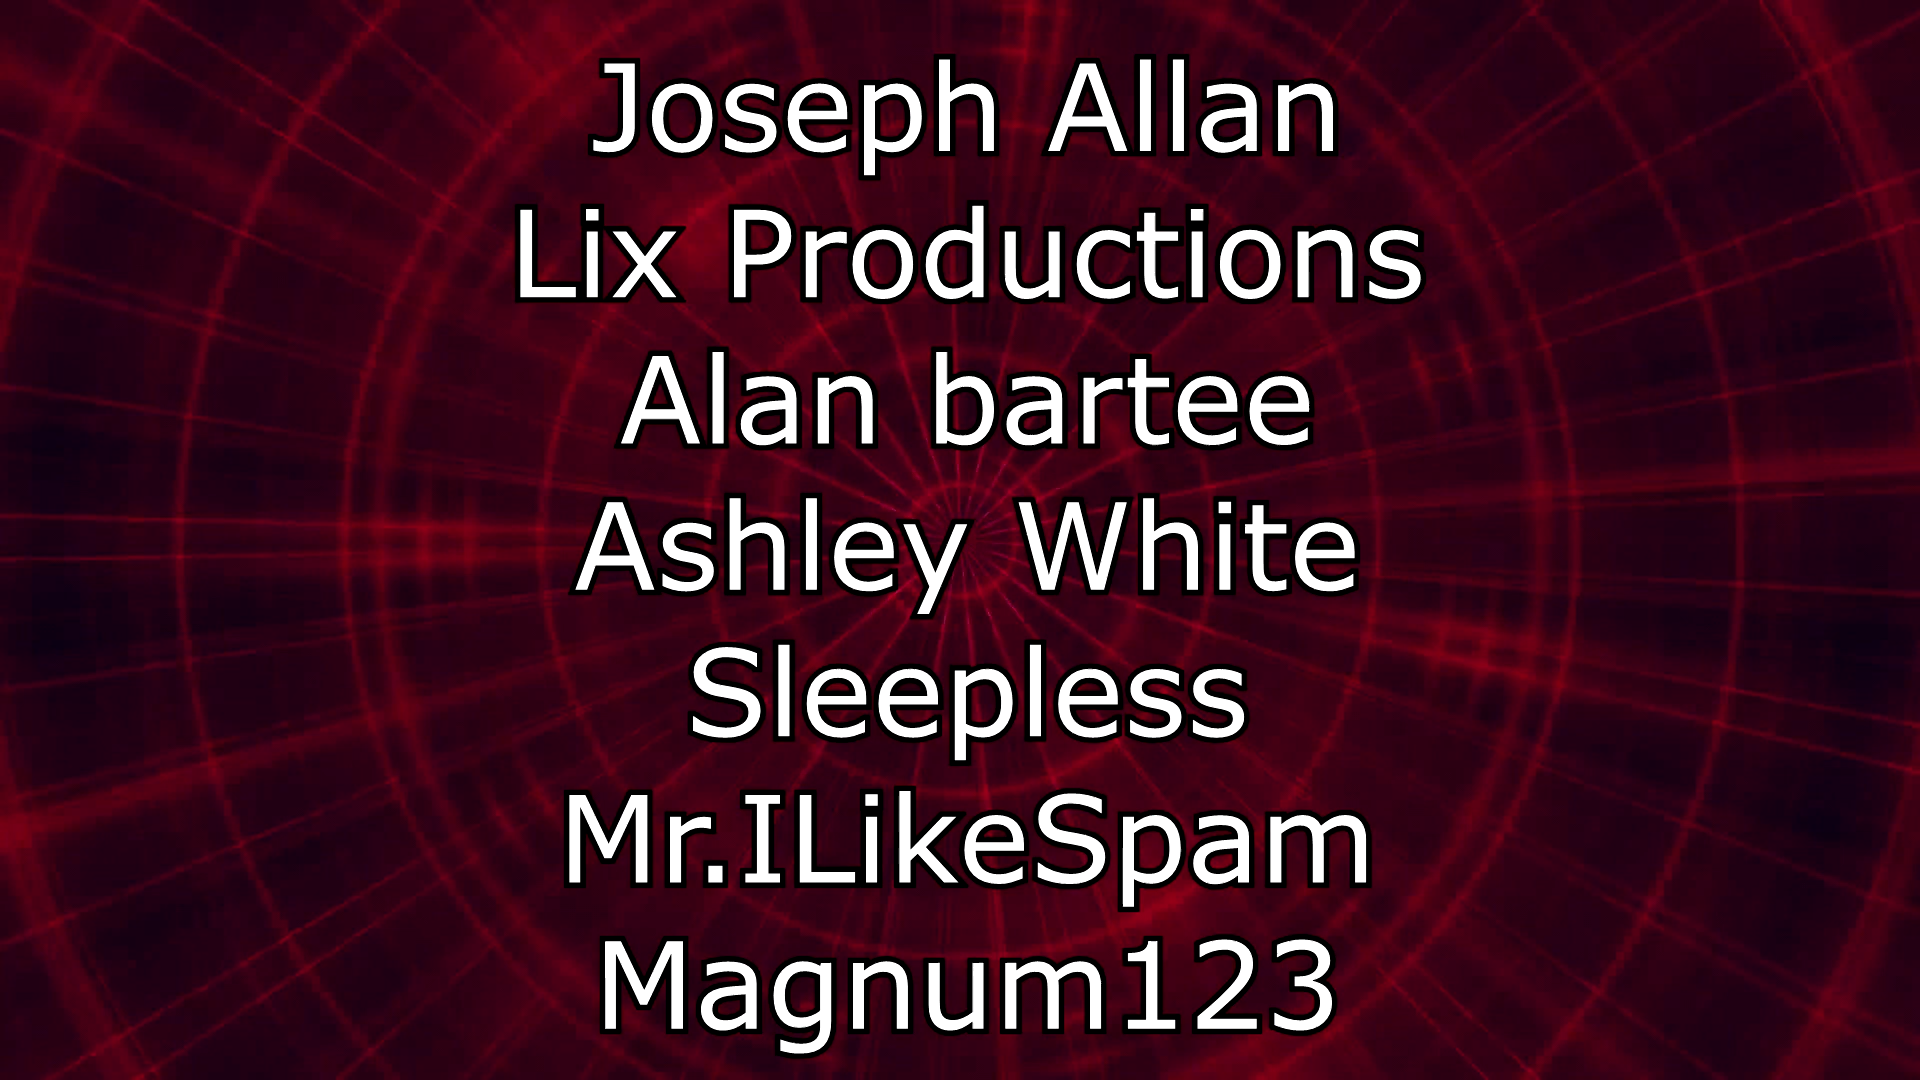 Joseph Allan
Lix Productions
Alan bartee
Ashley White
Sleepless
Mr.ILikeSpam
Magnum123